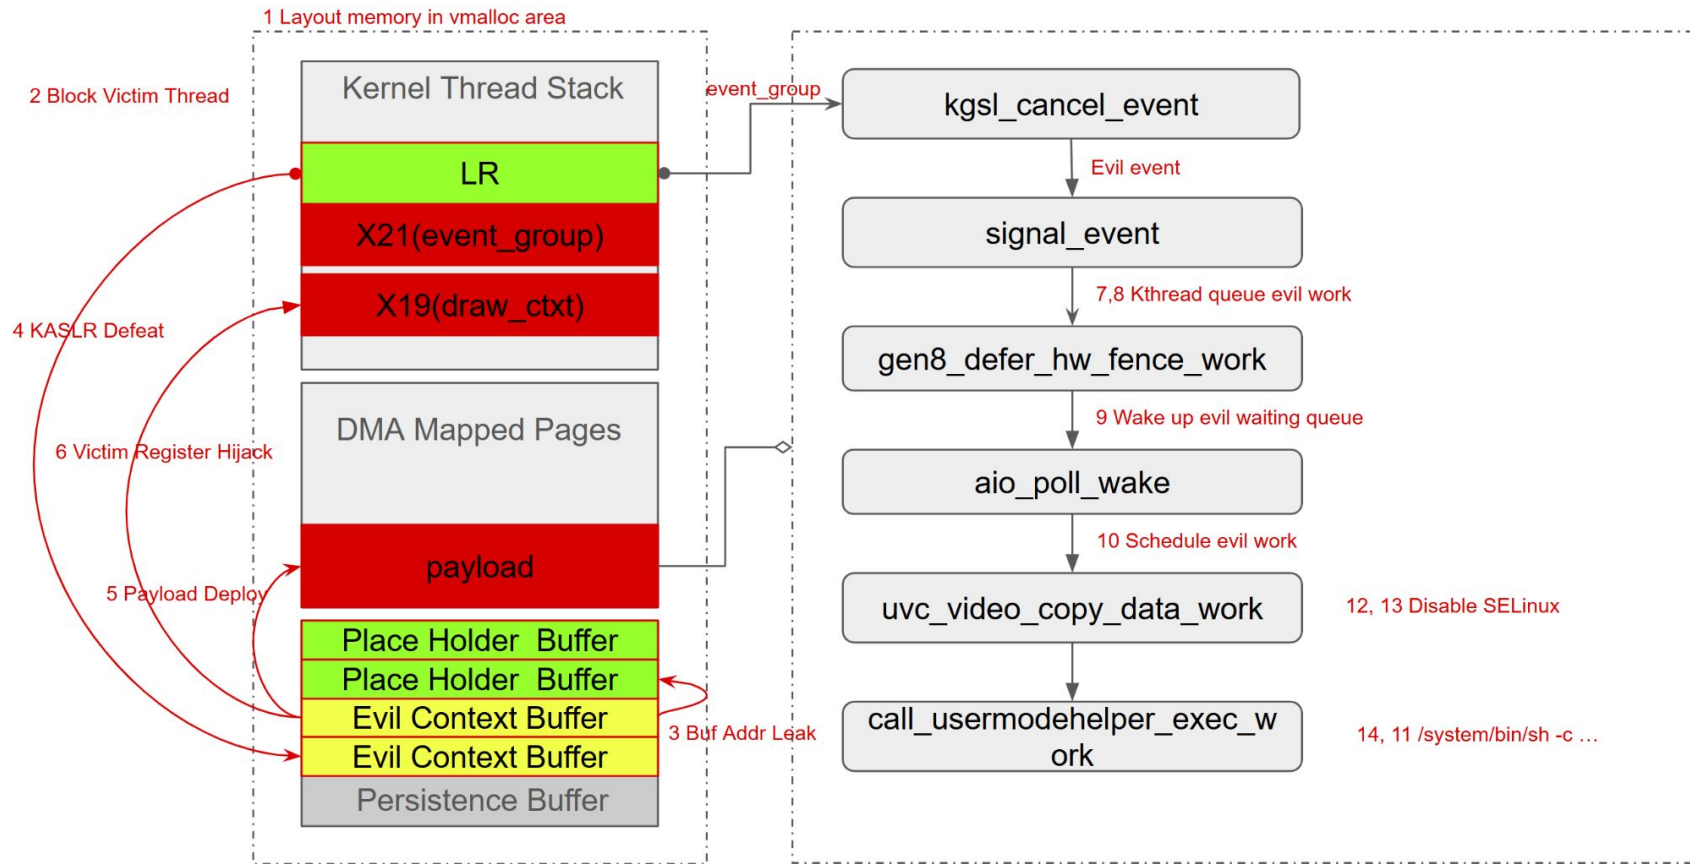 1 Layout memory in vmalloc area
2 Block Victim Thread
Kernel Thread Stack
LR
X21(event_group)
X19(draw_ctxt)
4 KASLR Defeat
6 Victim Register Hijack
DMA Mapped Pages
payload
5 Payload Deploy
Place Holder Buffer
Place Holder Buffer
Evil Context Buffer
3 Buf Addr Leak
Evil Context Buffer
Persistence Buffer
event_group
kgsl_cancel_event
Evil event
signal_event
7,8 Kthread queue evil work
gen8_defer_hw_fence_work
9 Wake up evil waiting queue
aio_poll_wake
10 Schedule evil work
uvc_video_copy_data_work
12, 13 Disable SELinux
call_usermodehelper_exec_w
ork
14, 11 /system/bin/sh -c …